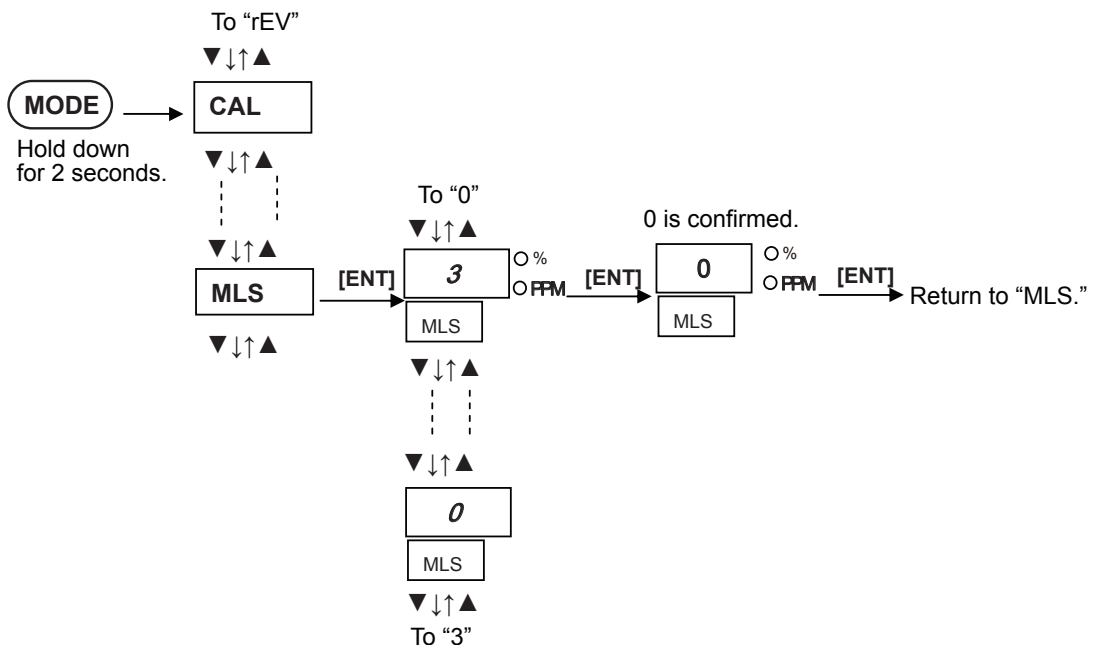 To “rEV”
▼↓↑▲
MODE
CAL
Hold down
for 2 seconds.
▼↓↑▲
To “0”
▼↓↑▲
0 is confirmed.
▼↓↑▲
MLS
[ENT]
3
○ %
○ PPM
MLS
[ENT]
0
○ %
○ PPM
MLS
[ENT]
Return to “MLS.”
▼↓↑▲
▼↓↑▲
▼↓↑▲
0
MLS
▼↓↑▲
To “3”